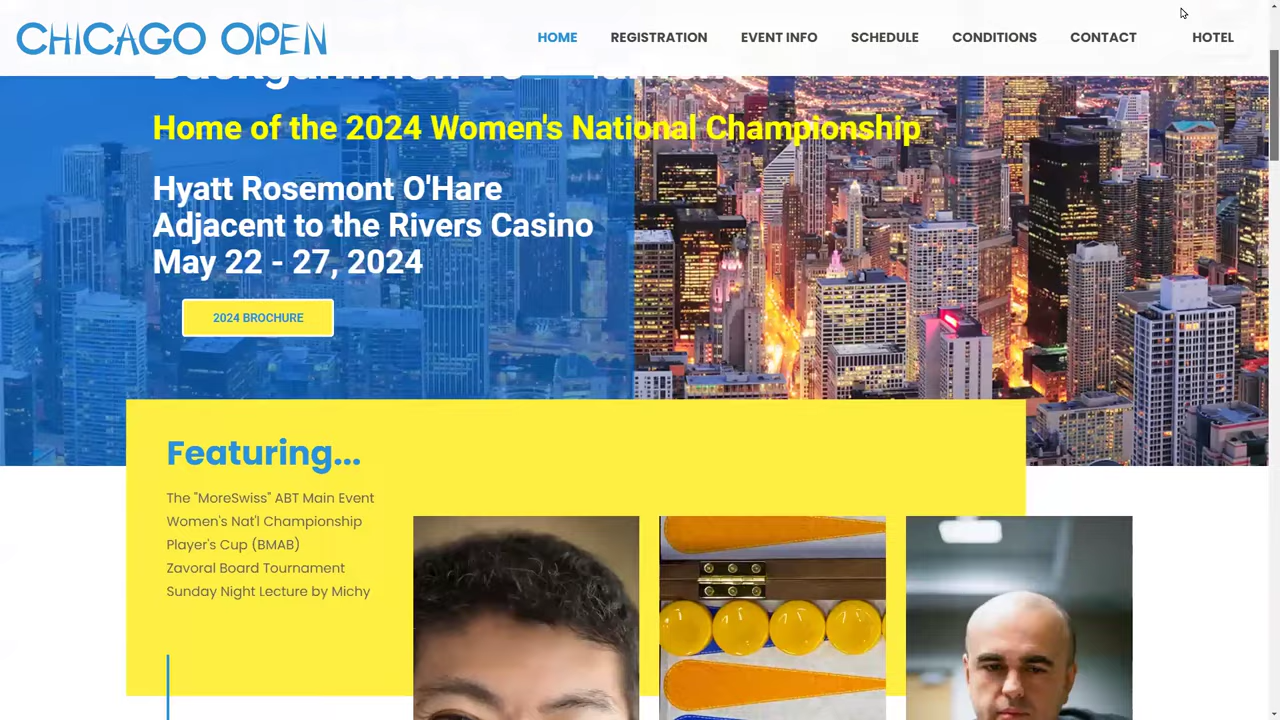 CHICAGO OPEN
HOME REGISTRATION EVENT INFO SCHEDULE CONDITIONS CONTACT HOTEL
Home of the 2024 Women's National Championship
Hyatt Rosemont O'Hare
Adjacent to the Rivers Casino
May 22 - 27, 2024
2024 BROCHURE
Featuring...
The "MoreSwiss" ABT Main Event
Women's Nat'l Championship
Player's Cup (BMAB)
Zavoral Board Tournament
Sunday Night Lecture by Michy